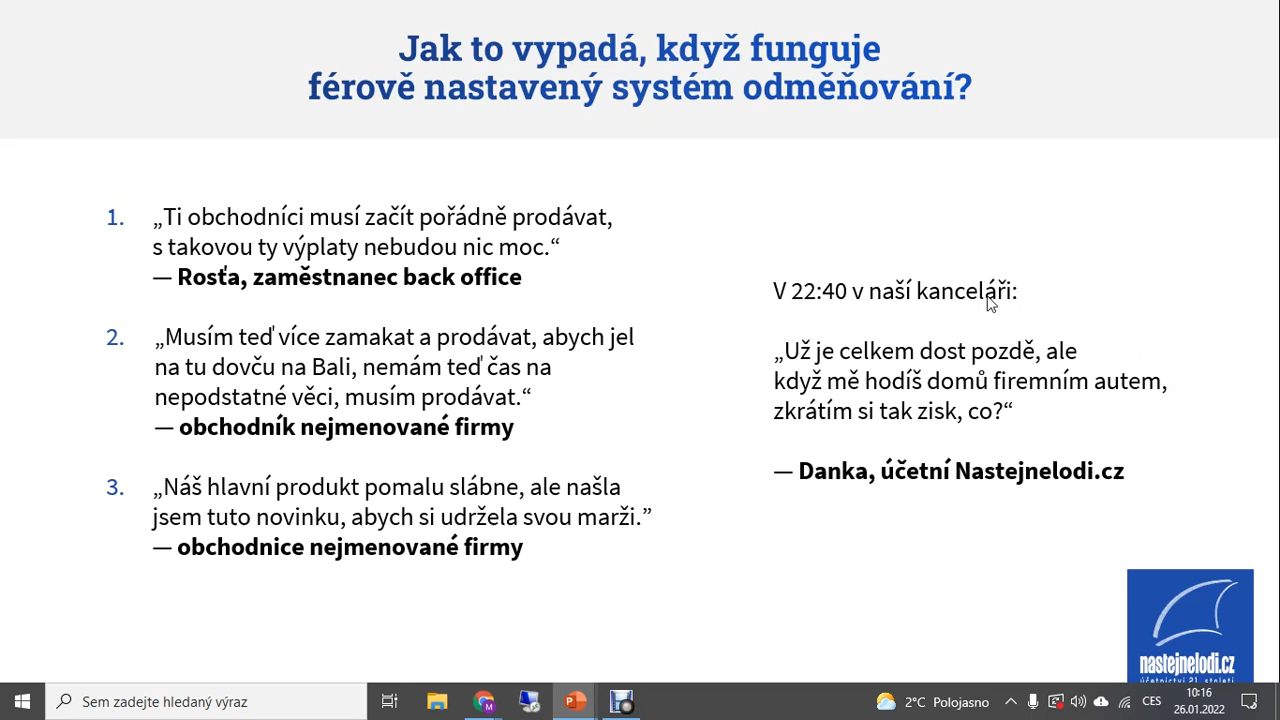 Jak to vypadá, když funguje
férově nastavený systém odměňování?
1. „Ti obchodníci musí začít pořádně prodávat,
s takovou ty výplaty nebudou nic moc.“
— Rosťa, zaměstnanec back office
2. „Musím teď více zamakat a prodávat, abych jel
na tu dovču na Bali, nemám teď čas na
nepodstatné věci, musím prodávat.“
— obchodník nejmenované firmy
3. „Náš hlavní produkt pomalu slábne, ale našla
jsem tuto novinku, abych si udržela svou marži.”
— obchodnice nejmenované firmy
V 22:40 v naší kanceláři:
„Už je celkem dost pozdě, ale
když mě hodíš domů firemním autem,
zkrátím si tak zisk, co?“
— Danka, účetní Nastejnelodi.cz
nastejnelodi.cz
účetnictví 21. století
Sem zadejte hledaný výraz
2°C Polojasno
CES
10:16
26.01.2022